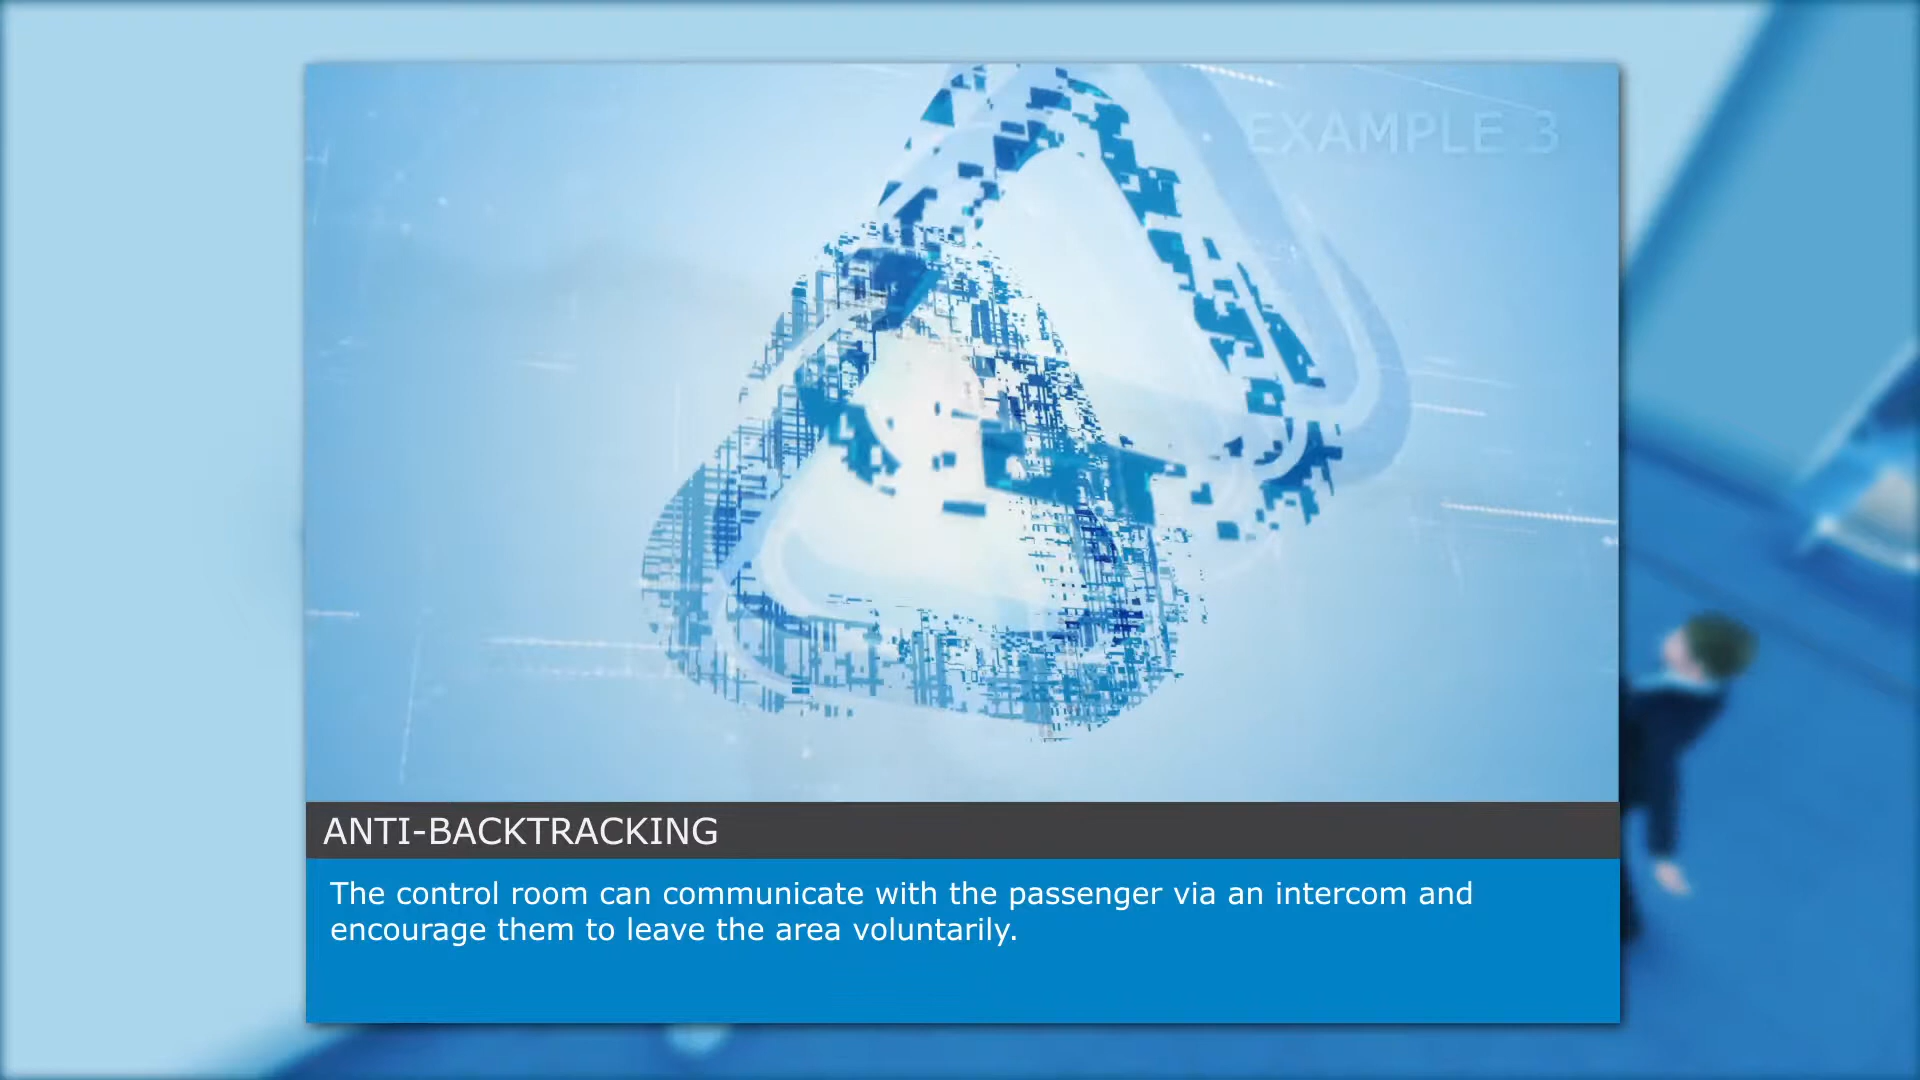 EXAMPLE 3
ANTI-BACKTRACKING
The control room can communicate with the passenger via an intercom and
encourage them to leave the area voluntarily.